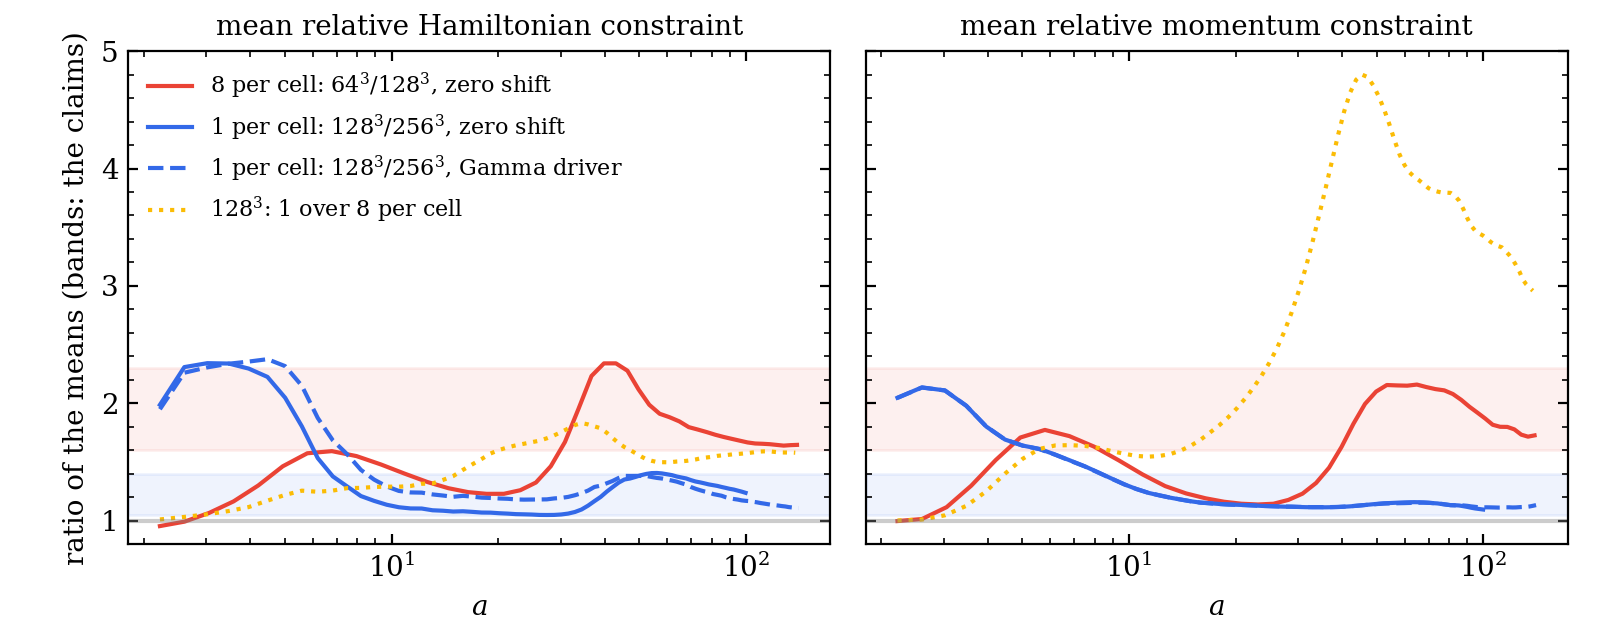 mean relative Hamiltonian constraint
mean relative momentum constraint
ratio of the means (bands: the claims)
5
4
3
2
1
8 per cell: 64³/128³, zero shift
1 per cell: 128³/256³, zero shift
1 per cell: 128³/256³, Gamma driver
128³: 1 over 8 per cell
10¹
10²
10¹
10²
a
a